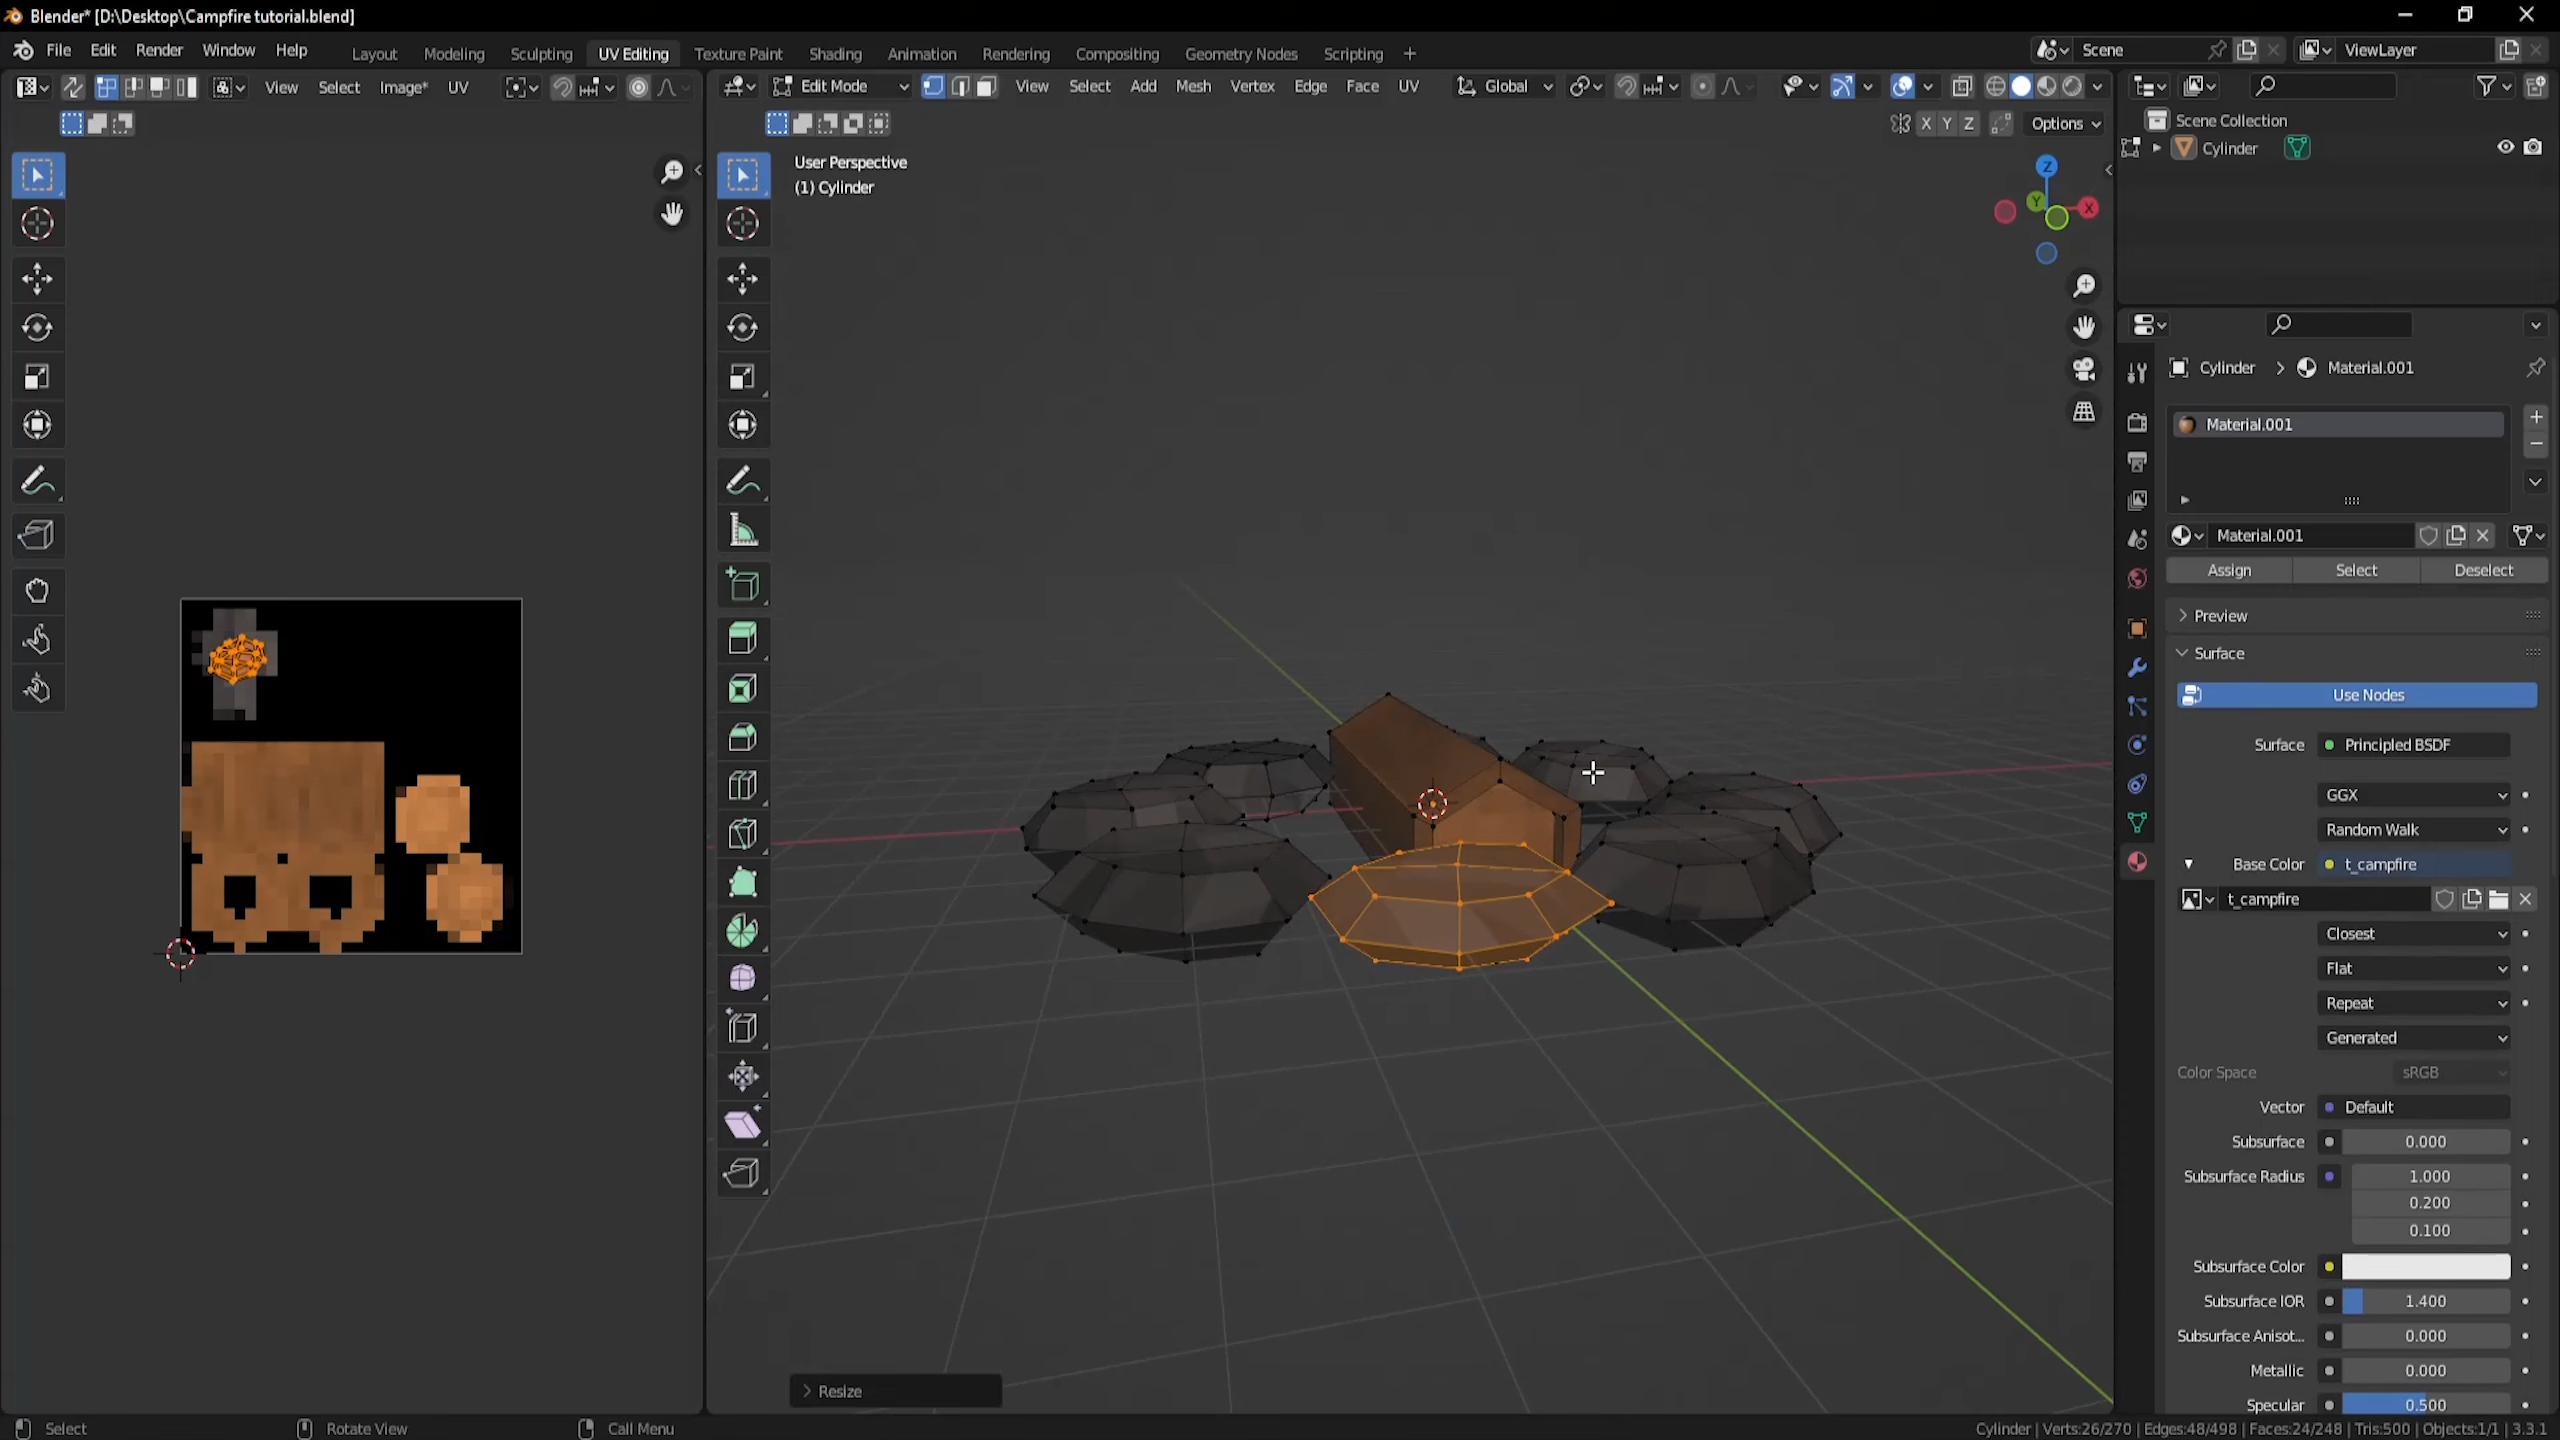 Blender* [D:\Desktop\Campfire tutorial.blend]
File Edit Render Window Help Layout Modeling Sculpting UV Editing Texture Paint Shading Animation Rendering Compositing Geometry Nodes Scripting + Scene ViewLayer
View Select Image* UV Edit Mode View Select Add Mesh Vertex Edge Face UV Global
X Y Z Options
Scene Collection
Cylinder
User Perspective
(1) Cylinder
Z
Y
X
Cylinder > Material.001
Material.001
Material.001
Assign Select Deselect
Preview
Surface
Use Nodes
Surface Principled BSDF
GGX
Random Walk
Base Color t_campfire
t_campfire
Closest
Flat
Repeat
Generated
Color Space sRGB
Vector Default
Subsurface 0.000
Subsurface Radius 1.000
0.200
0.100
Subsurface Color
Subsurface IOR 1.400
Subsurface Anisot... 0.000
Metallic 0.000
Specular 0.500
Resize
Select Rotate View Call Menu Cylinder | Verts:26/270 | Edges:48/498 | Faces:24/248 | Tris:500 | Objects:1/1 | 3.3.1